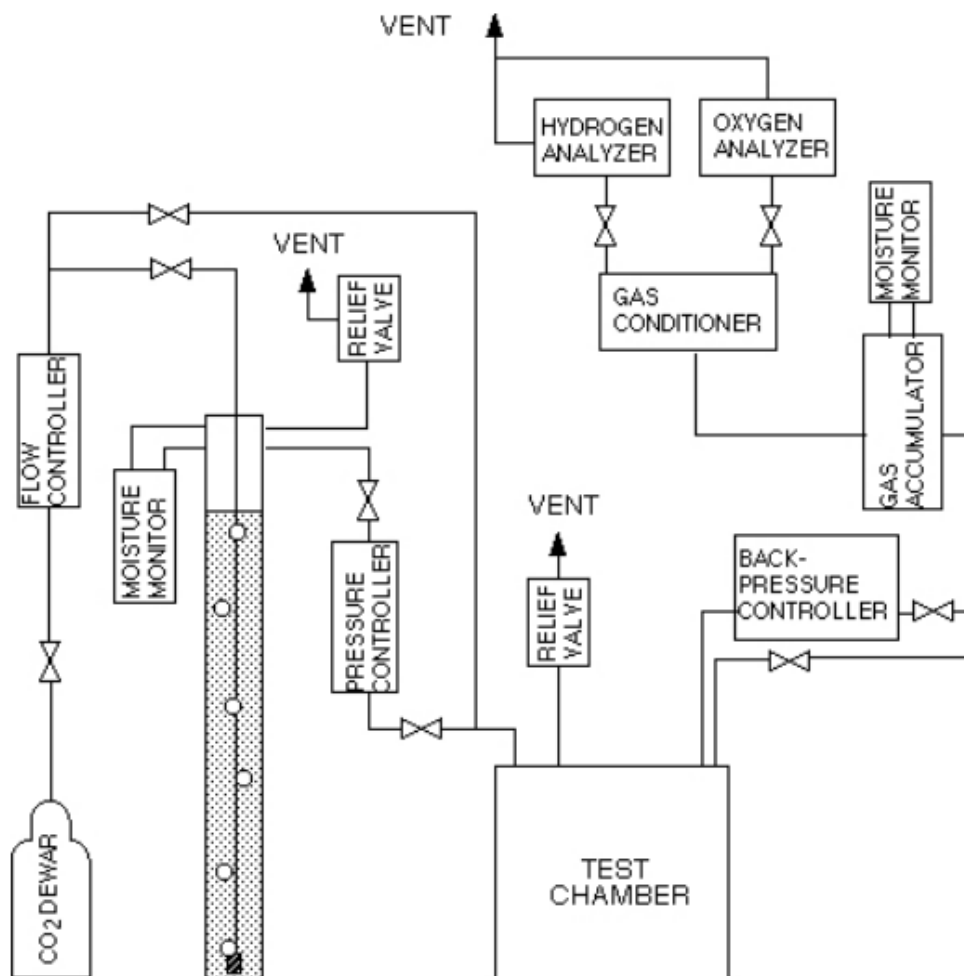 VENT
HYDROGEN
ANALYZER
OXYGEN
ANALYZER
MOISTURE
MONITOR
VENT
RELIEF
VALVE
GAS
CONDITIONER
FLOW
CONTROLLER
GAS
ACCUMULATOR
MOISTURE
MONITOR
VENT
PRESSURE
CONTROLLER
RELIEF
VALVE
BACK-
PRESSURE
CONTROLLER
CO2 DEWAR
TEST
CHAMBER